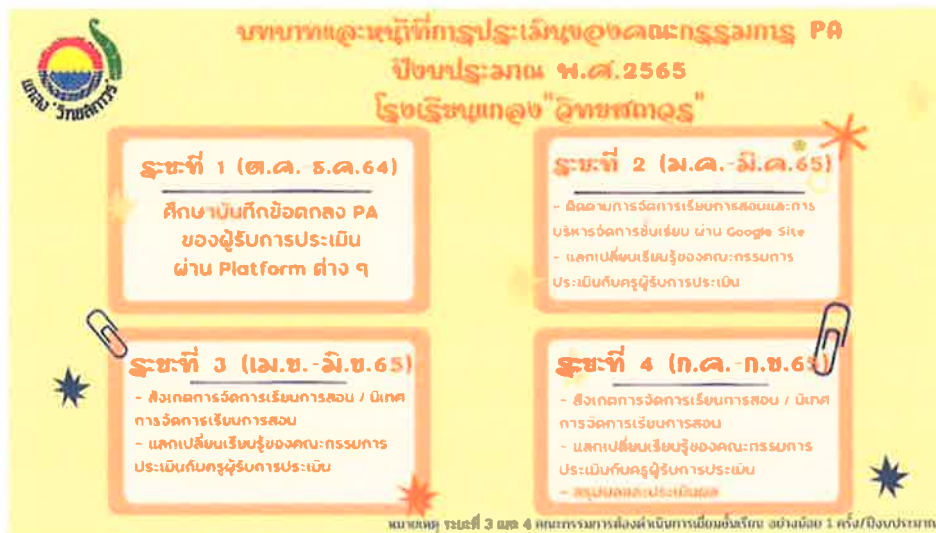 บทบาทและหน้าที่การประเมินของคณะกรรมการ PA
ปีงบประมาณ พ.ศ.2565
โรงเรียนแกลง"วิทยสถาวร"
แกลง "วิทยสถาวร"
ระยะที่ 1 (ต.ค.-ธ.ค.64)
ศึกษาบันทึกข้อตกลง PA
ของผู้รับการประเมิน
ผ่าน Platform ต่าง ๆ
ระยะที่ 2 (ม.ค.-มี.ค.65)
- ติดตามการจัดการเรียนการสอนและการ
บริหารจัดการชั้นเรียน ผ่าน Google Site
- แลกเปลี่ยนเรียนรู้ของคณะกรรมการ
ประเมินกับครูผู้รับการประเมิน
ระยะที่ 3 (เม.ย.-มิ.ย.65)
- สังเกตการจัดการเรียนการสอน / นิเทศ
การจัดการเรียนการสอน
- แลกเปลี่ยนเรียนรู้ของคณะกรรมการ
ประเมินกับครูผู้รับการประเมิน
ระยะที่ 4 (ก.ค.-ก.ย.65)
- สังเกตการจัดการเรียนการสอน / นิเทศ
การจัดการเรียนการสอน
- แลกเปลี่ยนเรียนรู้ของคณะกรรมการ
ประเมินกับครูผู้รับการประเมิน
- สรุปผลและประเมินผล
หมายเหตุ ระยะที่ 3 และ 4 คณะกรรมการต้องดำเนินการเยี่ยมชั้นเรียน อย่างน้อย 1 ครั้ง/ปีงบประมาณ